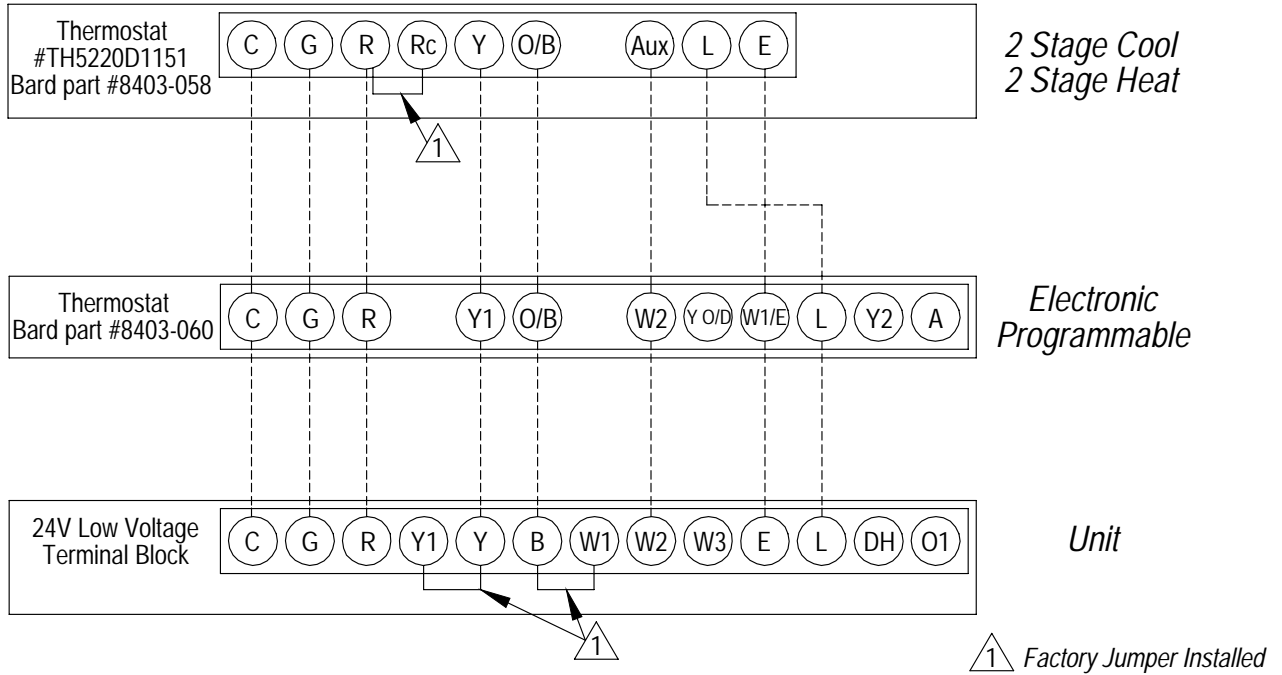 Thermostat
#TH5220D1151
Bard part #8403-058
C G R Rc Y O/B Aux L E
2 Stage Cool
2 Stage Heat
1
Thermostat
Bard part #8403-060
C G R Y1 O/B W2 Y O/D W1/E L Y2 A
Electronic
Programmable
24V Low Voltage
Terminal Block
C G R Y1 Y B W1 W2 W3 E L DH O1
Unit
1
1 Factory Jumper Installed